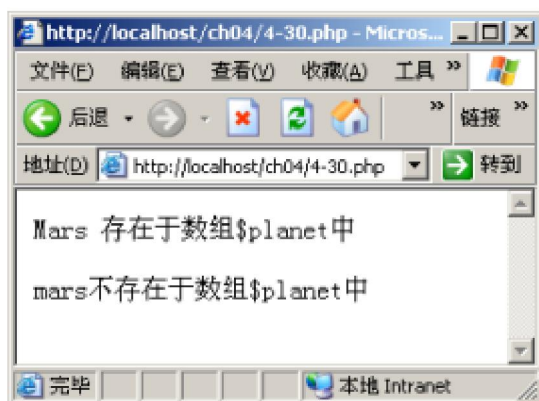 http://localhost/ch04/4-30.php - Micros...
文件(F) 编辑(E) 查看(V) 收藏(A) 工具 »
后退 » 链接 »
地址(D) http://localhost/ch04/4-30.php 转到
Mars 存在于数组$planet中
mars不存在于数组$planet中
完毕 本地 Intranet